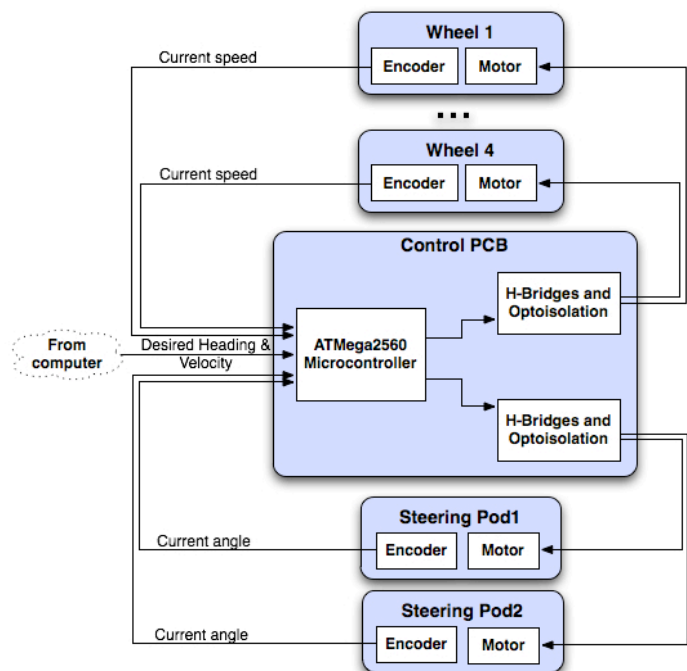 Wheel 1
Current speed
Encoder
Motor
...
Wheel 4
Current speed
Encoder
Motor
Control PCB
H-Bridges and
Optoisolation
ATMega2560
Microcontroller
From
computer
Desired Heading &
Velocity
H-Bridges and
Optoisolation
Steering Pod1
Current angle
Encoder
Motor
Steering Pod2
Current angle
Encoder
Motor